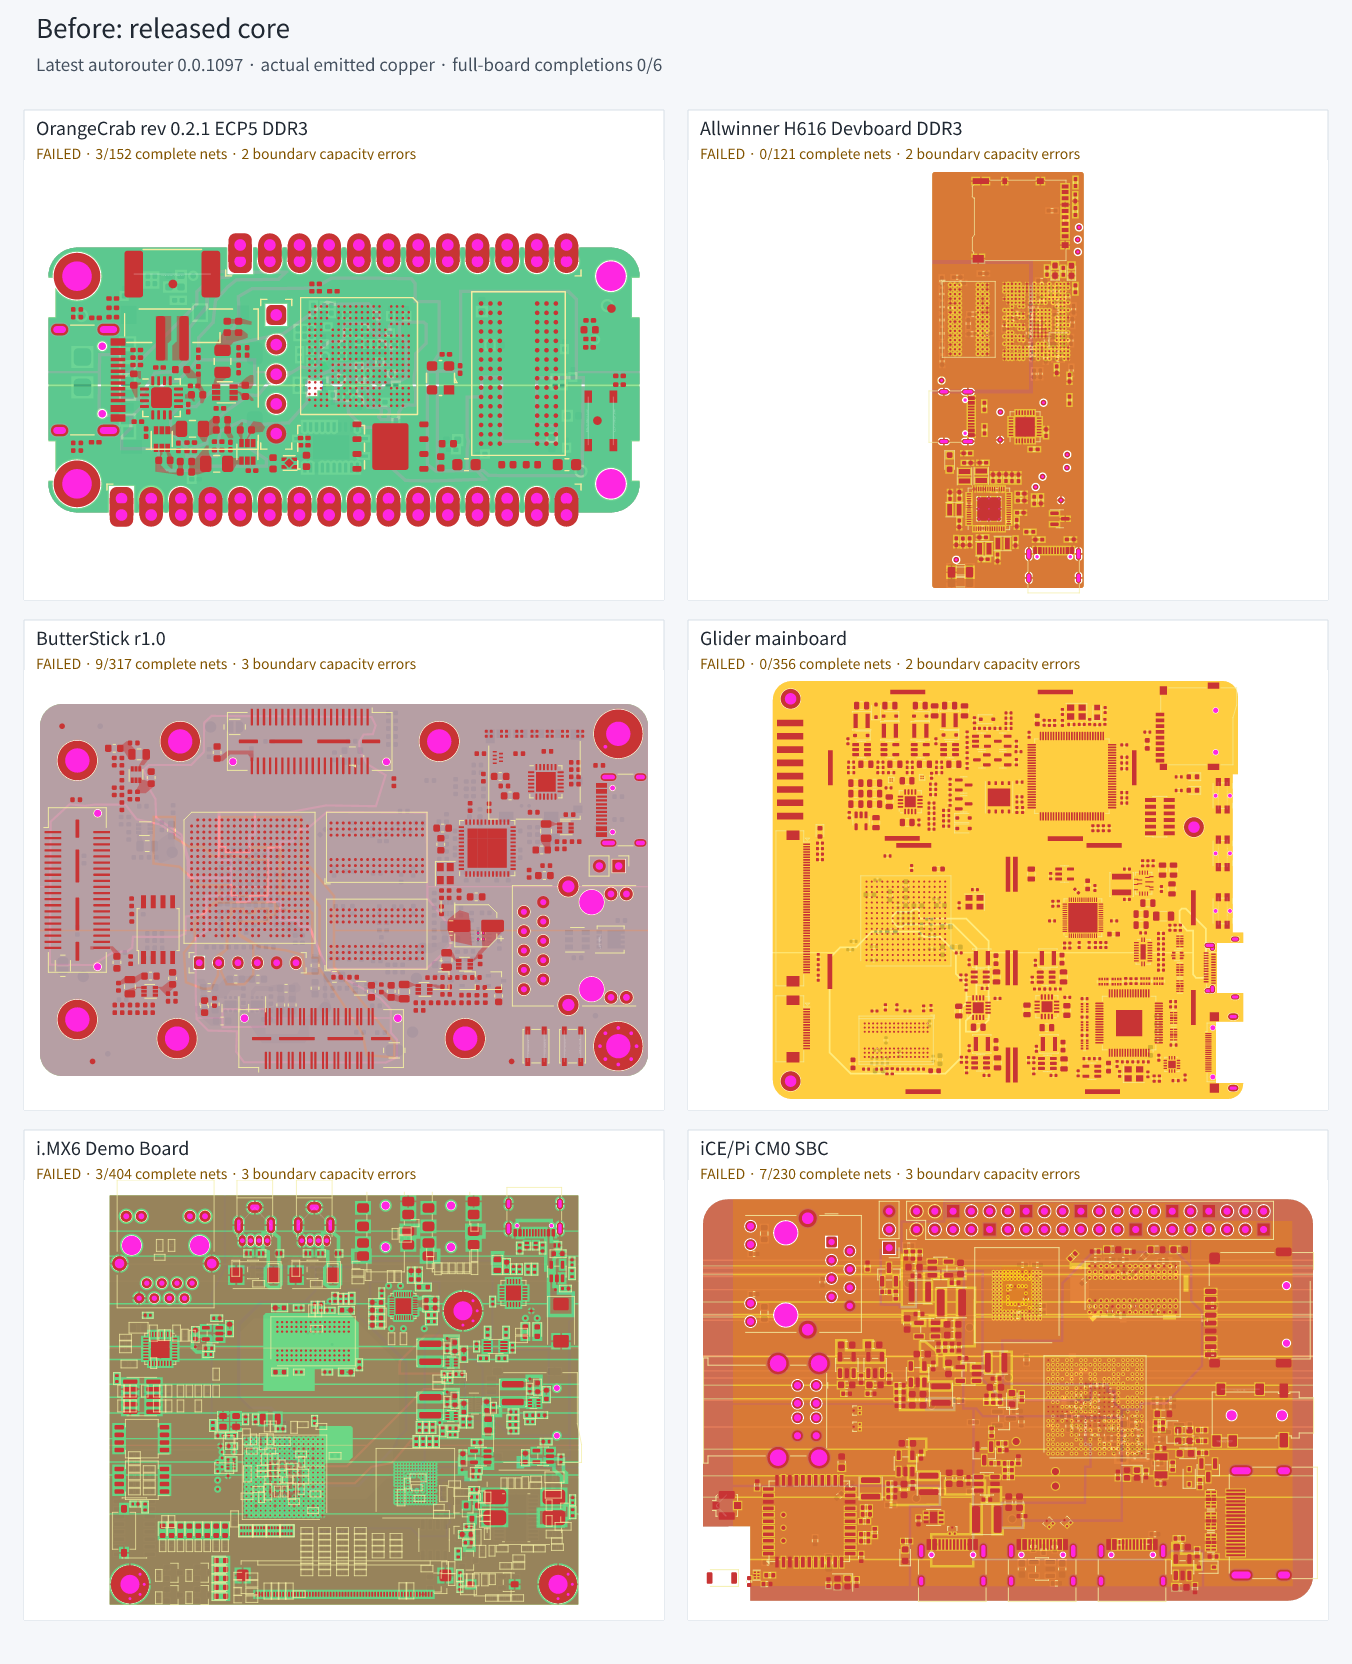 Before: released core
Latest autorouter 0.0.1097 · actual emitted copper · full-board completions 0/6
OrangeCrab rev 0.2.1 ECP5 DDR3
FAILED · 3/152 complete nets · 2 boundary capacity errors
Allwinner H616 Devboard DDR3
FAILED · 0/121 complete nets · 2 boundary capacity errors
ButterStick r1.0
FAILED · 9/317 complete nets · 3 boundary capacity errors
Glider mainboard
FAILED · 0/356 complete nets · 2 boundary capacity errors
i.MX6 Demo Board
FAILED · 3/404 complete nets · 3 boundary capacity errors
iCE/Pi CM0 SBC
FAILED · 7/230 complete nets · 3 boundary capacity errors